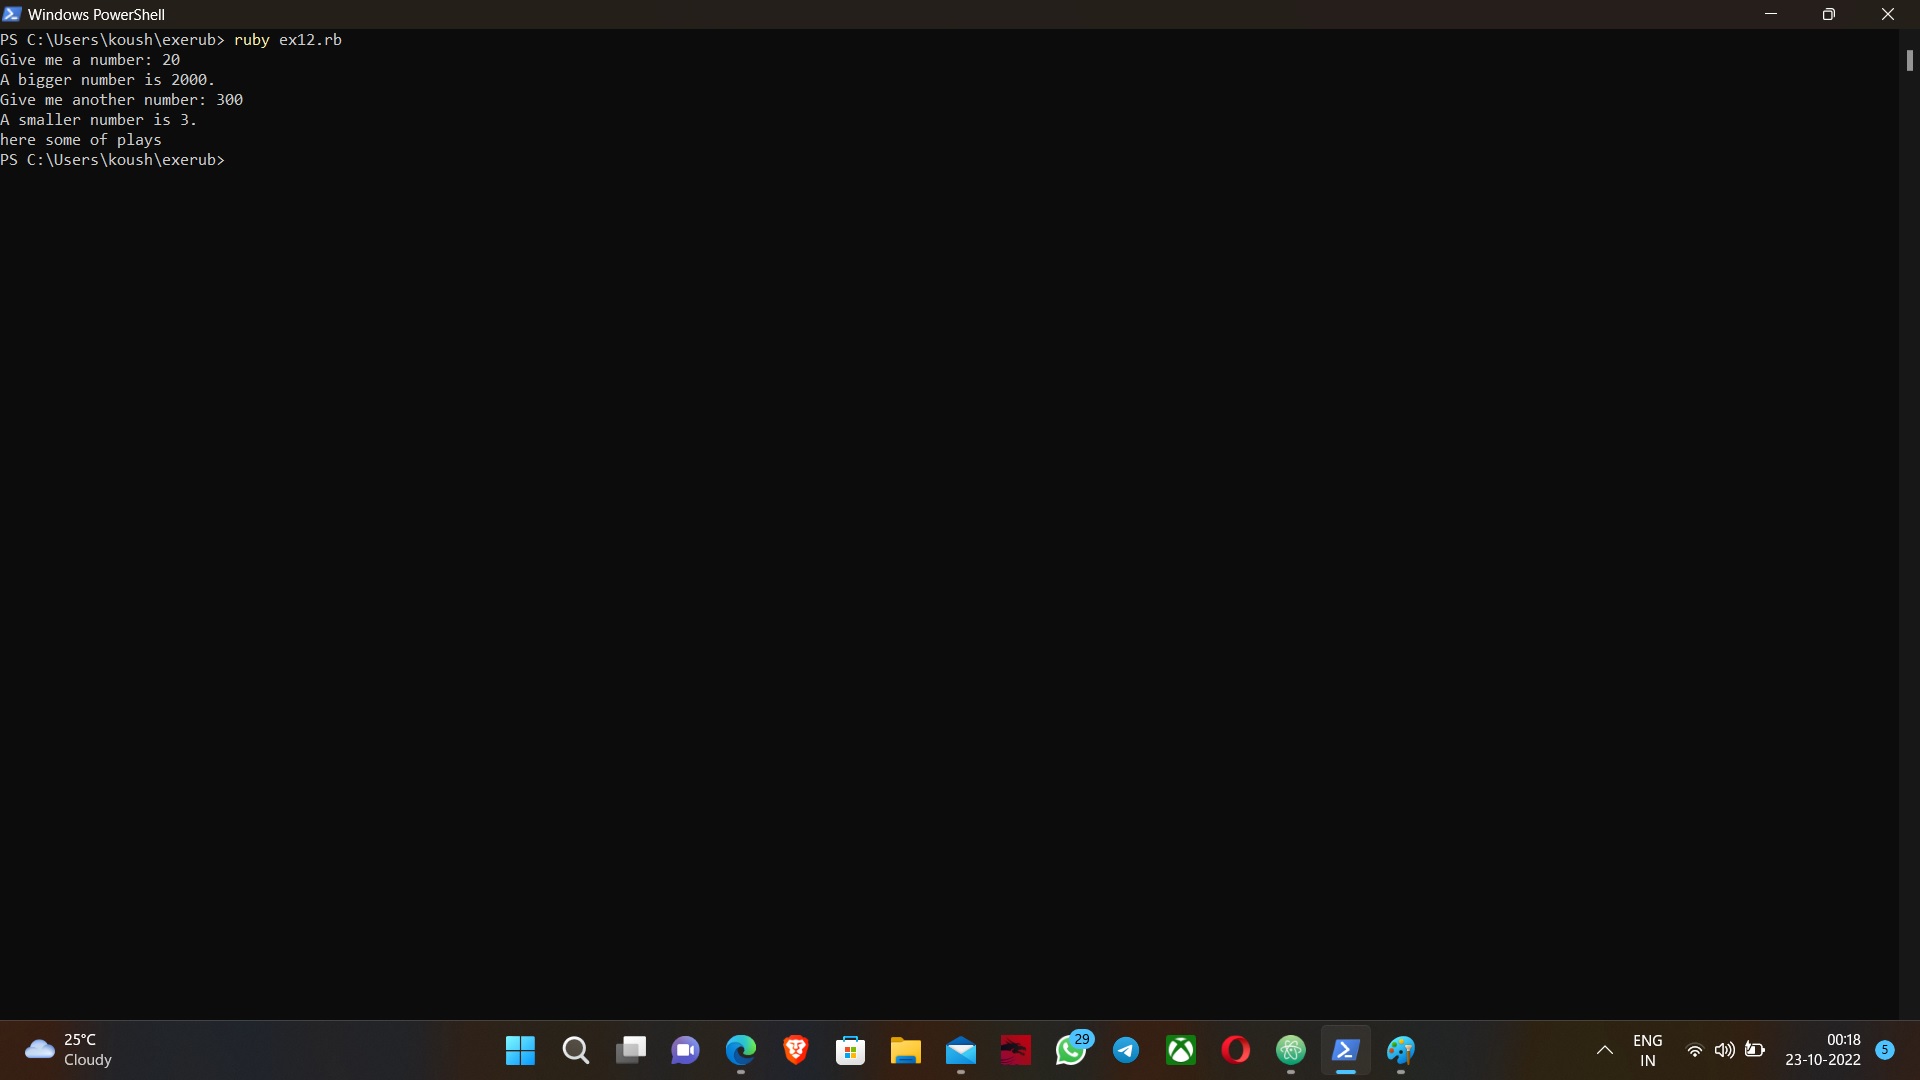 Windows PowerShell
PS C:\Users\koush\exerub> ruby ex12.rb
Give me a number: 20
A bigger number is 2000.
Give me another number: 300
A smaller number is 3.
here some of plays
PS C:\Users\koush\exerub>
25°C
Cloudy
29
ENG
IN
00:18
23-10-2022
5